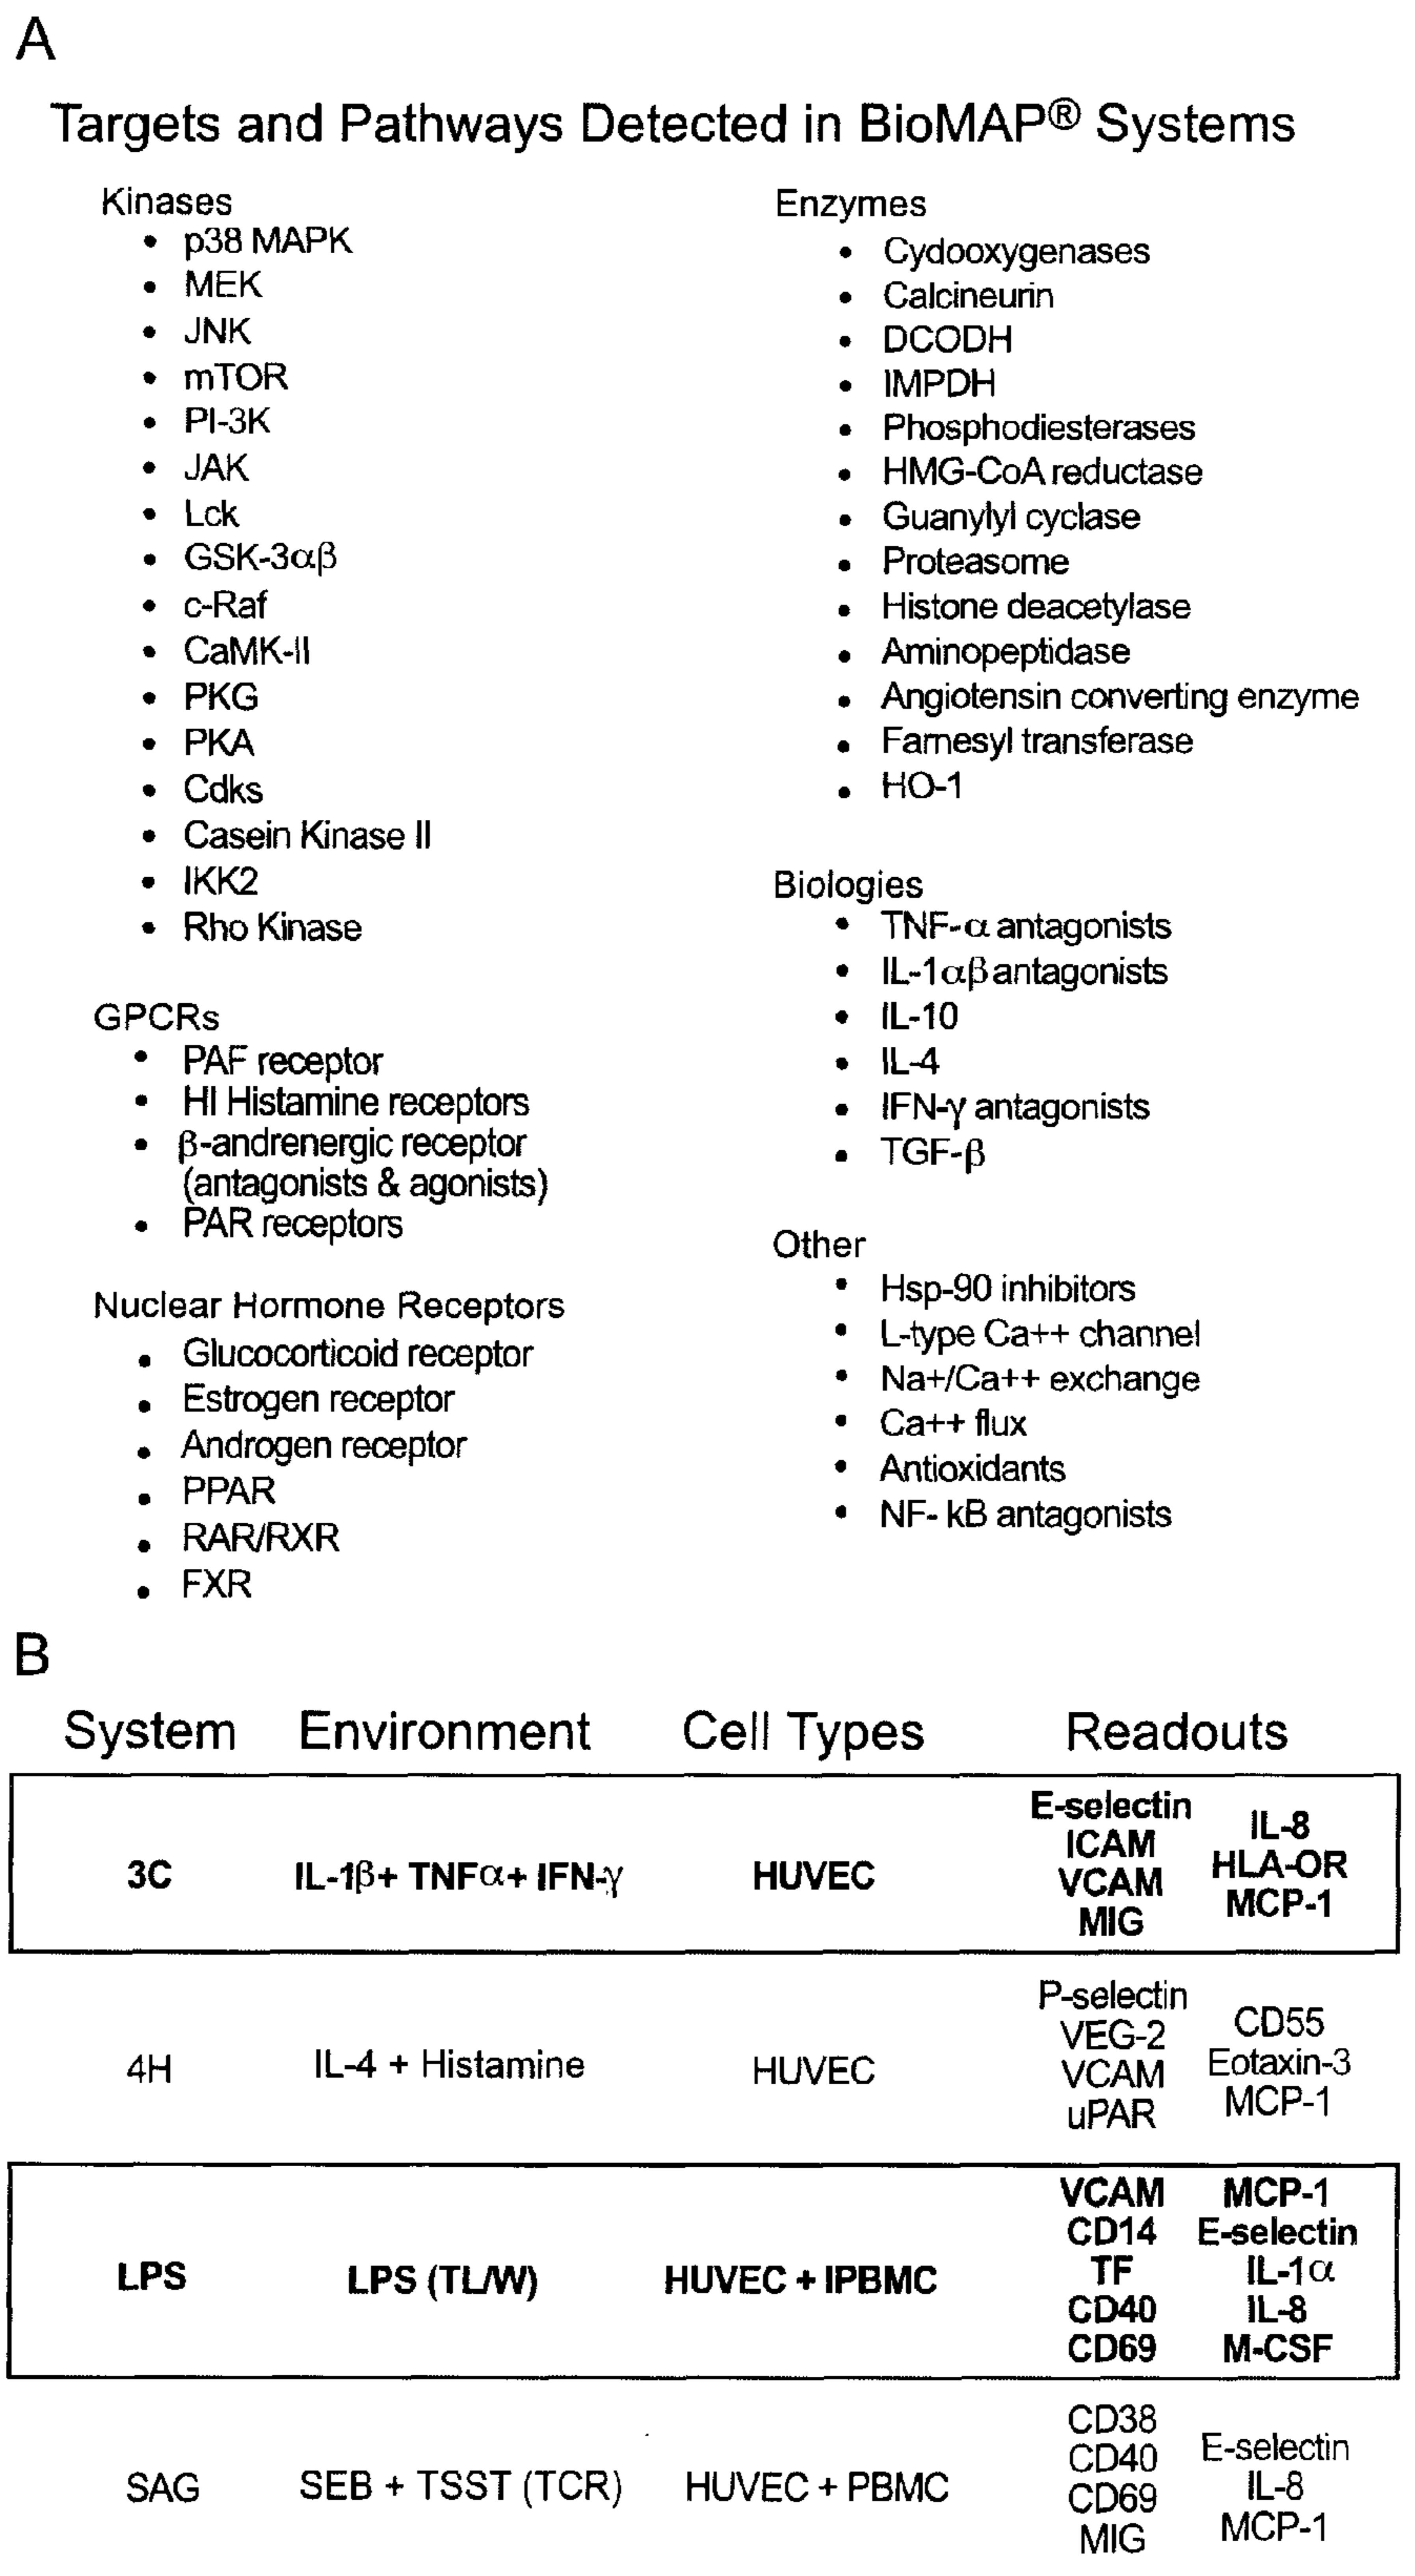 A
Targets and Pathways Detected in BioMAP® Systems
Kinases
• p38 MAPK
• MEK
• JNK
• mTOR
• PI-3K
• JAK
• Lck
• GSK-3αβ
• c-Raf
• CaMK-II
• PKG
• PKA
• Cdks
• Casein Kinase II
• IKK2
• Rho Kinase
GPCRs
• PAF receptor
• HI Histamine receptors
• β-andrenergic receptor
(antagonists & agonists)
• PAR receptors
Nuclear Hormone Receptors
• Glucocorticoid receptor
• Estrogen receptor
• Androgen receptor
• PPAR
• RAR/RXR
• FXR
Enzymes
• Cydooxygenases
• Calcineurin
• DCODH
• IMPDH
• Phosphodiesterases
• HMG-CoA reductase
• Guanylyl cyclase
• Proteasome
• Histone deacetylase
• Aminopeptidase
• Angiotensin converting enzyme
• Famesyl transferase
• HO-1
Biologies
• TNF-α antagonists
• IL-1αβ antagonists
• IL-10
• IL-4
• IFN-γ antagonists
• TGF-β
Other
• Hsp-90 inhibitors
• L-type Ca++ channel
• Na+/Ca++ exchange
• Ca++ flux
• Antioxidants
• NF- kB antagonists
B
System Environment Cell Types Readouts
3C IL-1β+ TNFα+ IFN-γ HUVEC
E-selectin
ICAM
VCAM
MIG
IL-8
HLA-OR
MCP-1
4H IL-4 + Histamine HUVEC
P-selectin
VEG-2
VCAM
uPAR
CD55
Eotaxin-3
MCP-1
LPS LPS (TL/W) HUVEC + IPBMC
VCAM
CD14
TF
CD40
CD69
MCP-1
E-selectin
IL-1α
IL-8
M-CSF
SAG SEB + TSST (TCR) HUVEC + PBMC
CD38
CD40
CD69
MIG
E-selectin
IL-8
MCP-1